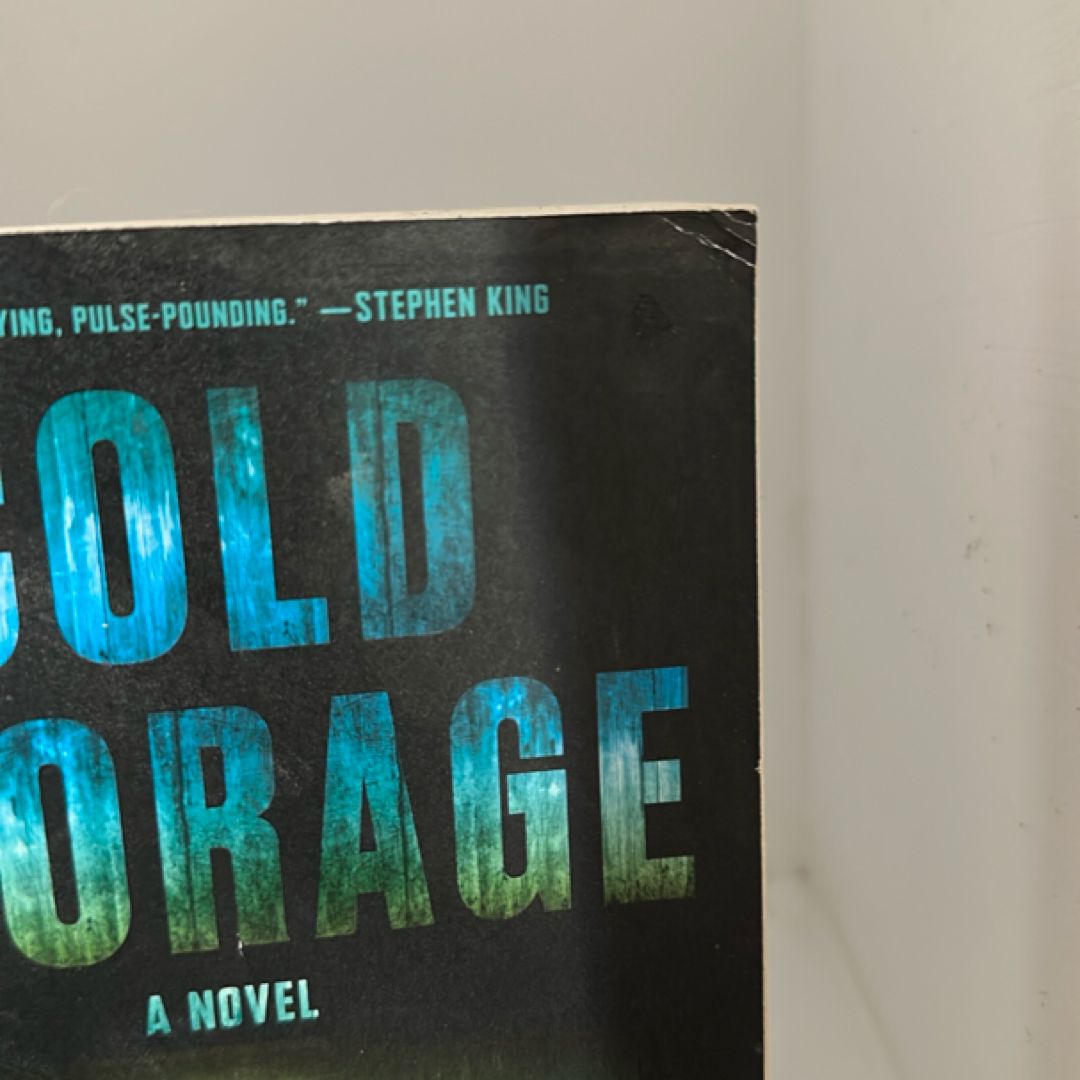 YING, PULSE-POUNDING.” —STEPHEN KING
COLD
ORAGE
A NOVEL